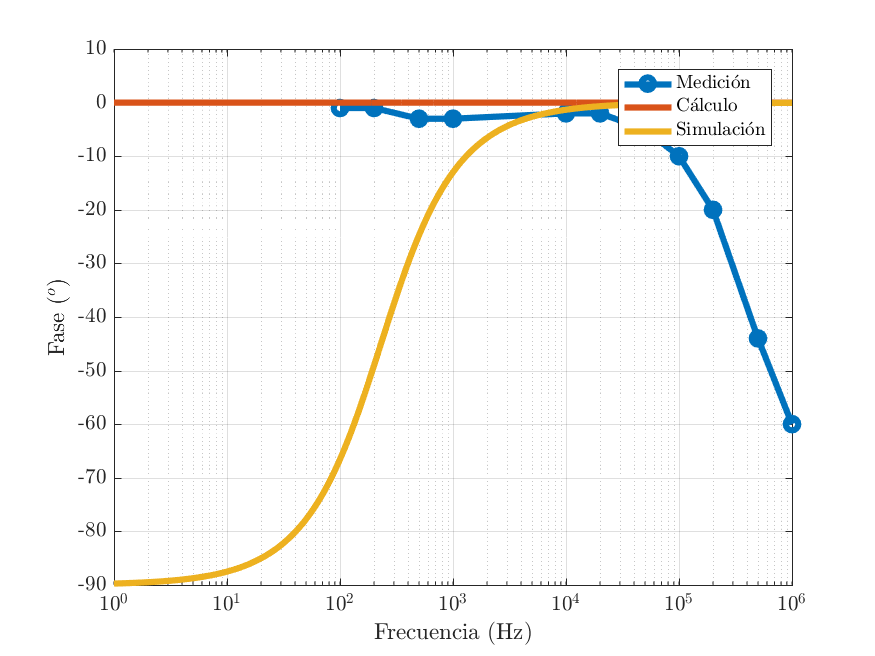 10
0
-10
-20
-30
-40
-50
-60
-70
-80
-90
Fase (º)
10⁰ 10¹ 10² 10³ 10⁴ 10⁵ 10⁶
Frecuencia (Hz)
Medición
Cálculo
Simulación